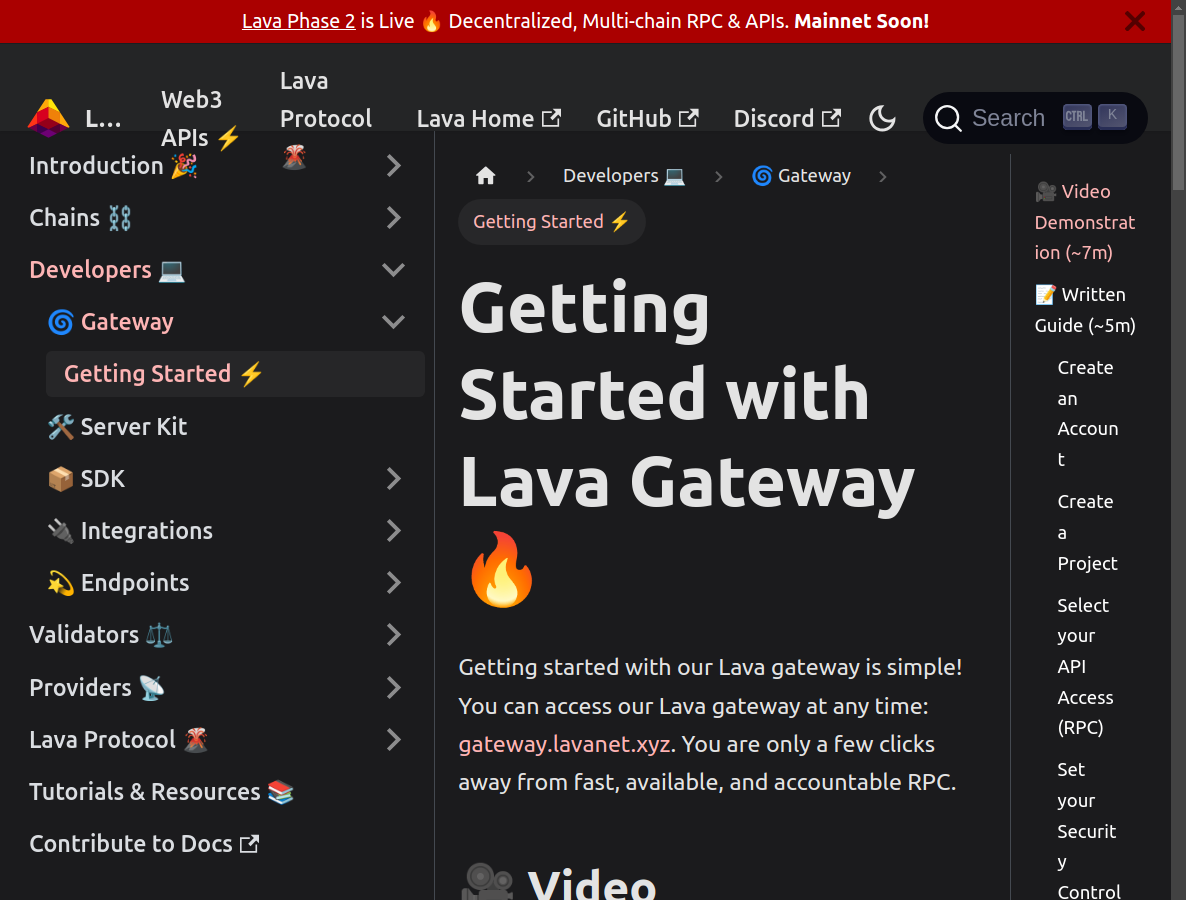 Lava Phase 2 is Live 🔥 Decentralized, Multi-chain RPC & APIs. Mainnet Soon!
L...
Web3
APIs ⚡
Lava
Protocol
🌋
Lava Home
GitHub
Discord
Search
CTRL
K
Introduction 🎉
Chains ⛓️
Developers 💻
🌀 Gateway
Getting Started ⚡
🛠️ Server Kit
📦 SDK
🔌 Integrations
💫 Endpoints
Validators ⚖️
Providers 📡
Lava Protocol 🌋
Tutorials & Resources 📚
Contribute to Docs
Developers 💻
🌀 Gateway
Getting Started ⚡
Getting
Started with
Lava Gateway
🔥
Getting started with our Lava gateway is simple!
You can access our Lava gateway at any time:
gateway.lavanet.xyz. You are only a few clicks
away from fast, available, and accountable RPC.
🎥 Video
🎥 Video
Demonstrat
ion (~7m)
📝 Written
Guide (~5m)
Create
an
Accoun
t
Create
a
Project
Select
your
API
Access
(RPC)
Set
your
Securit
y
Control